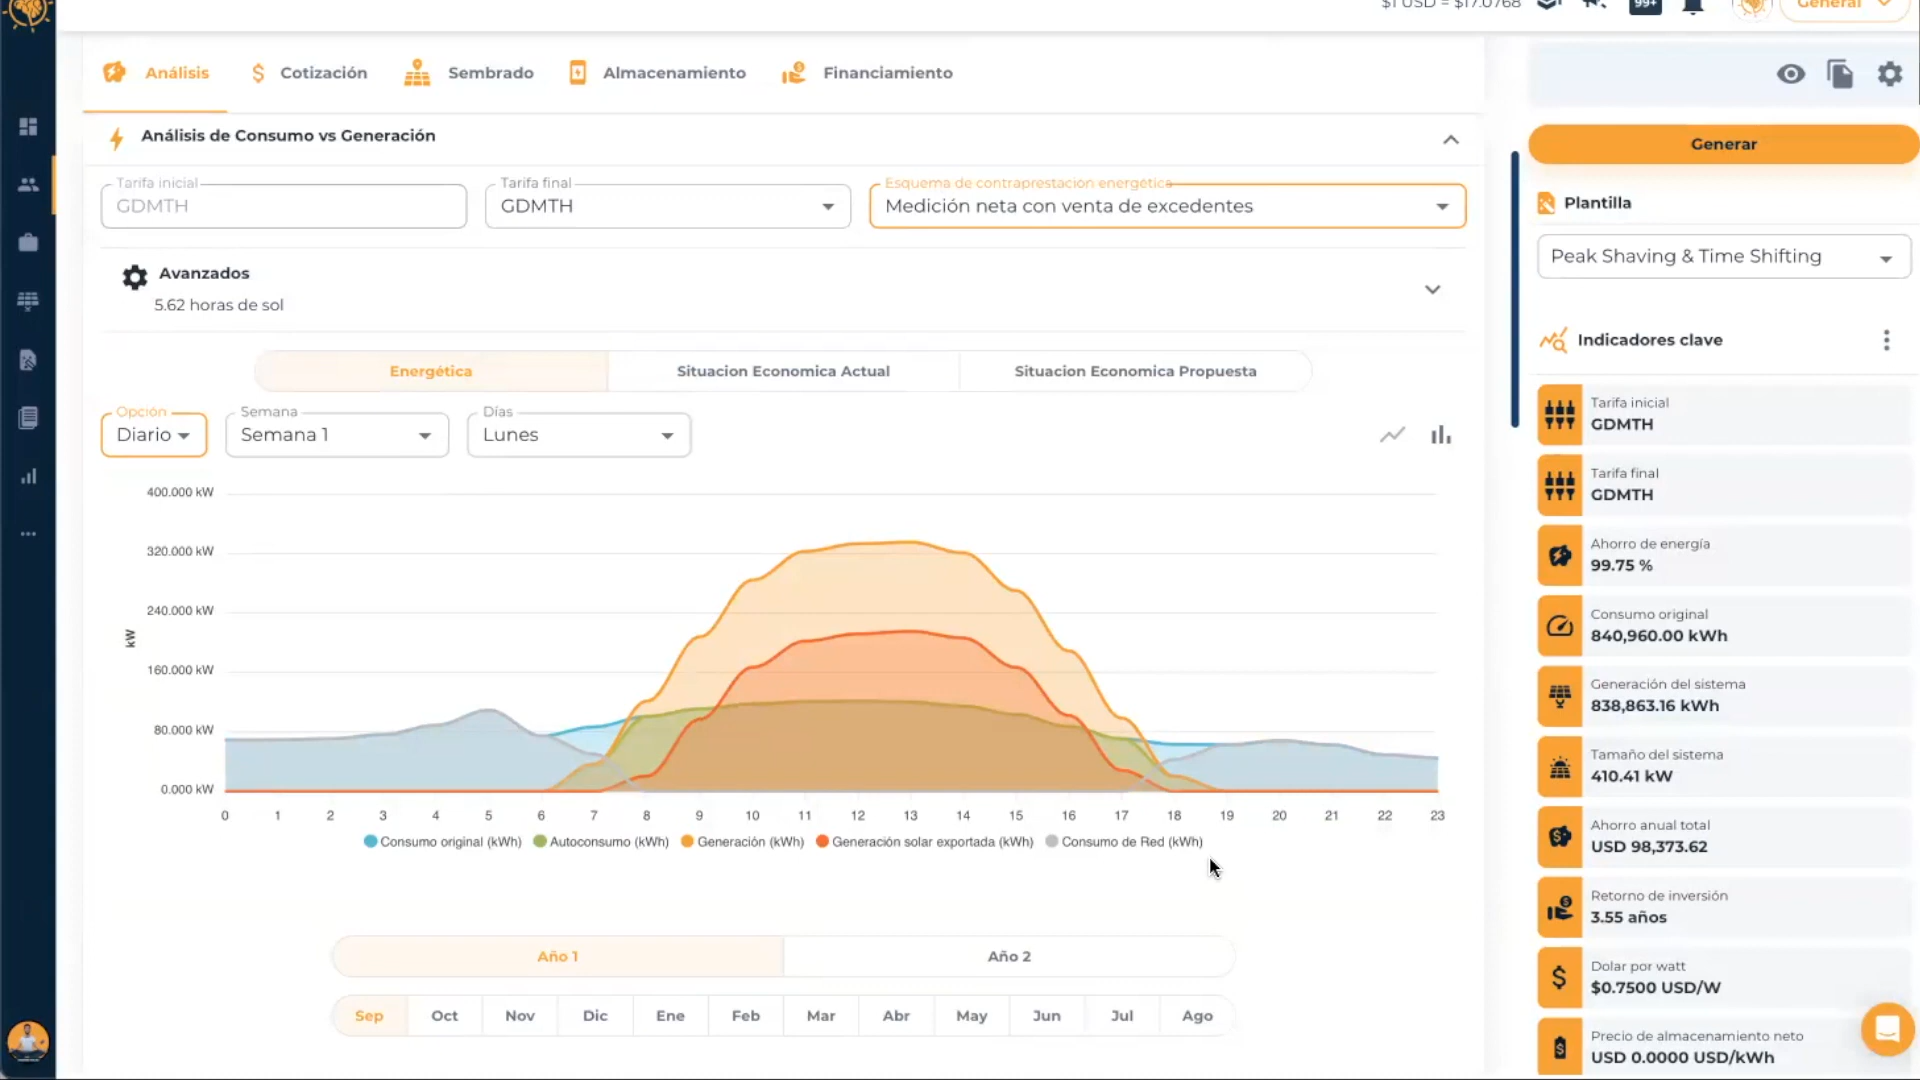 $1 USD = $17.0768
99+
General
Análisis
Cotización
Sembrado
Almacenamiento
Financiamiento
Análisis de Consumo vs Generación
Tarifa inicial
GDMTH
Tarifa final
GDMTH
Esquema de contraprestación energética
Medición neta con venta de excedentes
Avanzados
5.62 horas de sol
Energética
Situacion Economica Actual
Situacion Economica Propuesta
Opción
Diario
Semana
Semana 1
Días
Lunes
400.000 kW
320.000 kW
240.000 kW
160.000 kW
80.000 kW
0.000 kW
kW
0 1 2 3 4 5 6 7 8 9 10 11 12 13 14 15 16 17 18 19 20 21 22 23
Consumo original (kWh) Autoconsumo (kWh) Generación (kWh) Generación solar exportada (kWh) Consumo de Red (kWh)
Año 1
Año 2
Sep Oct Nov Dic Ene Feb Mar Abr May Jun Jul Ago
Generar
Plantilla
Peak Shaving & Time Shifting
Indicadores clave
Tarifa inicial
GDMTH
Tarifa final
GDMTH
Ahorro de energía
99.75 %
Consumo original
840,960.00 kWh
Generación del sistema
838,863.16 kWh
Tamaño del sistema
410.41 kW
Ahorro anual total
USD 98,373.62
Retorno de inversión
3.55 años
Dolar por watt
$0.7500 USD/W
Precio de almacenamiento neto
USD 0.0000 USD/kWh